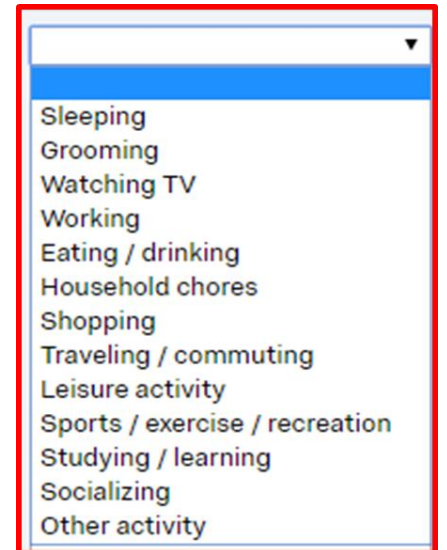 Sleeping
Grooming
Watching TV
Working
Eating / drinking
Household chores
Shopping
Traveling / commuting
Leisure activity
Sports / exercise / recreation
Studying / learning
Socializing
Other activity